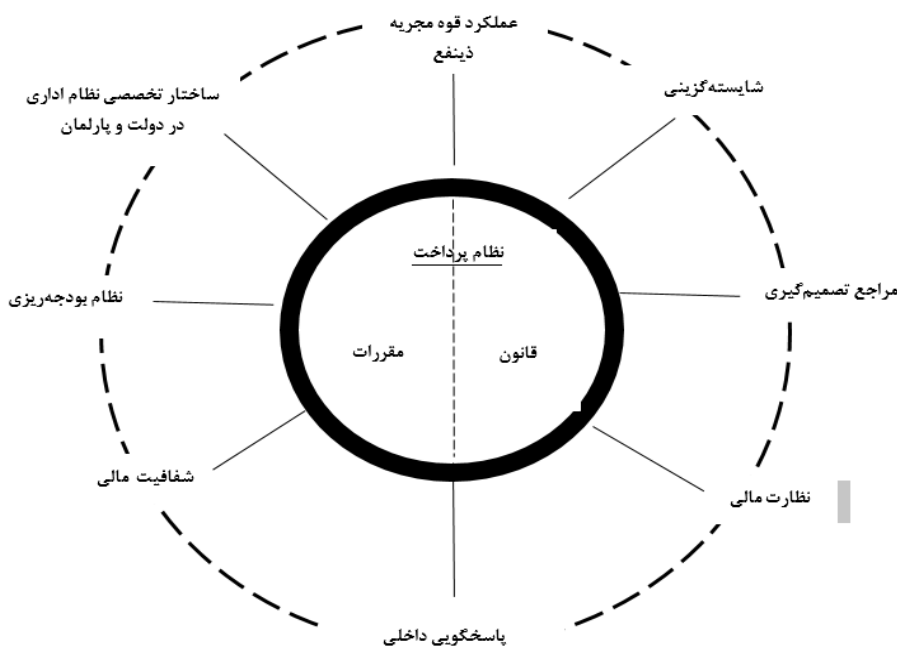 عملکرد قوه مجریه
ذینفع
شایسته‌گزینی
ساختار تخصصی نظام اداری
در دولت و پارلمان
نظام پرداخت
مراجع تصمیم‌گیری
نظام بودجه‌ریزی
قانون
مقررات
نظارت مالی
شفافیت مالی
پاسخگویی داخلی